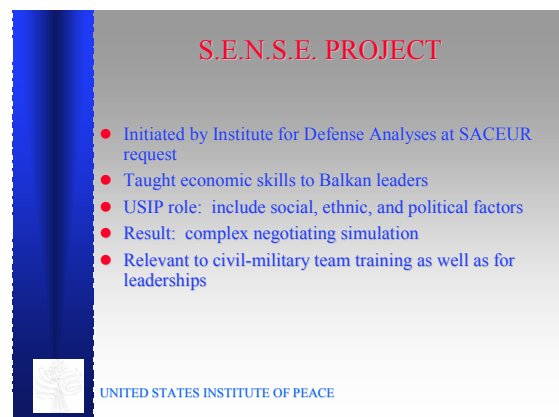 S.E.N.S.E. PROJECT
Initiated by Institute for Defense Analyses at SACEUR
request
Taught economic skills to Balkan leaders
USIP role: include social, ethnic, and political factors
Result: complex negotiating simulation
Relevant to civil-military team training as well as for
leaderships
UNITED STATES INSTITUTE OF PEACE